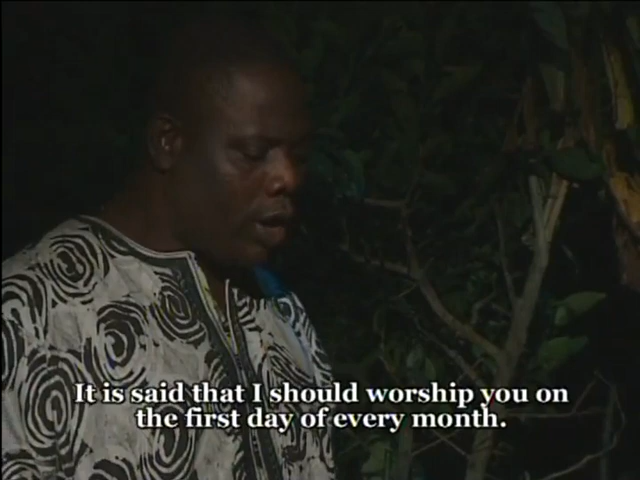 It is said that I should worship you on
the first day of every month.